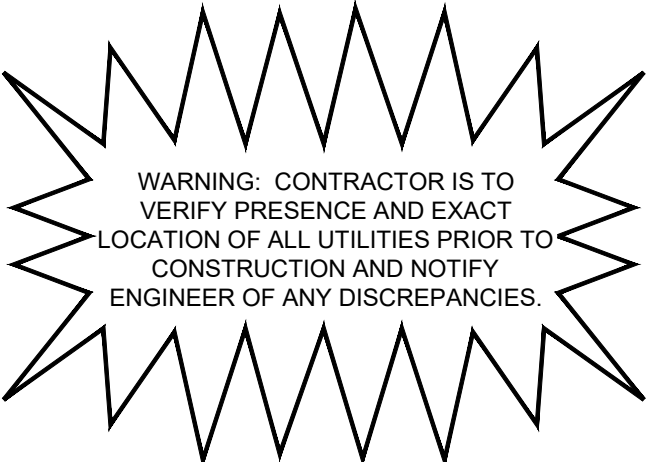 WARNING:  CONTRACTOR IS TO
VERIFY PRESENCE AND EXACT
LOCATION OF ALL UTILITIES PRIOR TO
CONSTRUCTION AND NOTIFY
ENGINEER OF ANY DISCREPANCIES.